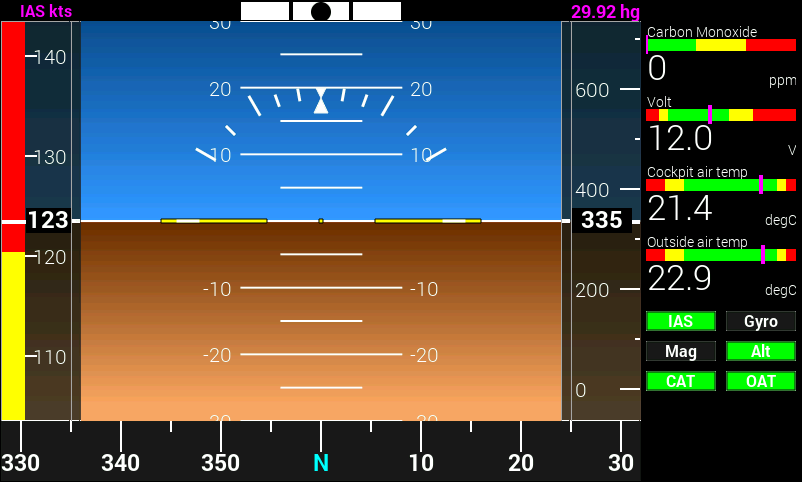 IAS kts
29.92 hg
Carbon Monoxide
0
ppm
Volt
12.0
V
Cockpit air temp
21.4
degC
Outside air temp
22.9
degC
IAS Gyro
Mag Alt
CAT OAT
140
130
123
120
110
30 30
20 20
10 10
-10 -10
-20 -20
-30 -30
600
400
335
200
0
330 340 350 N 10 20 30